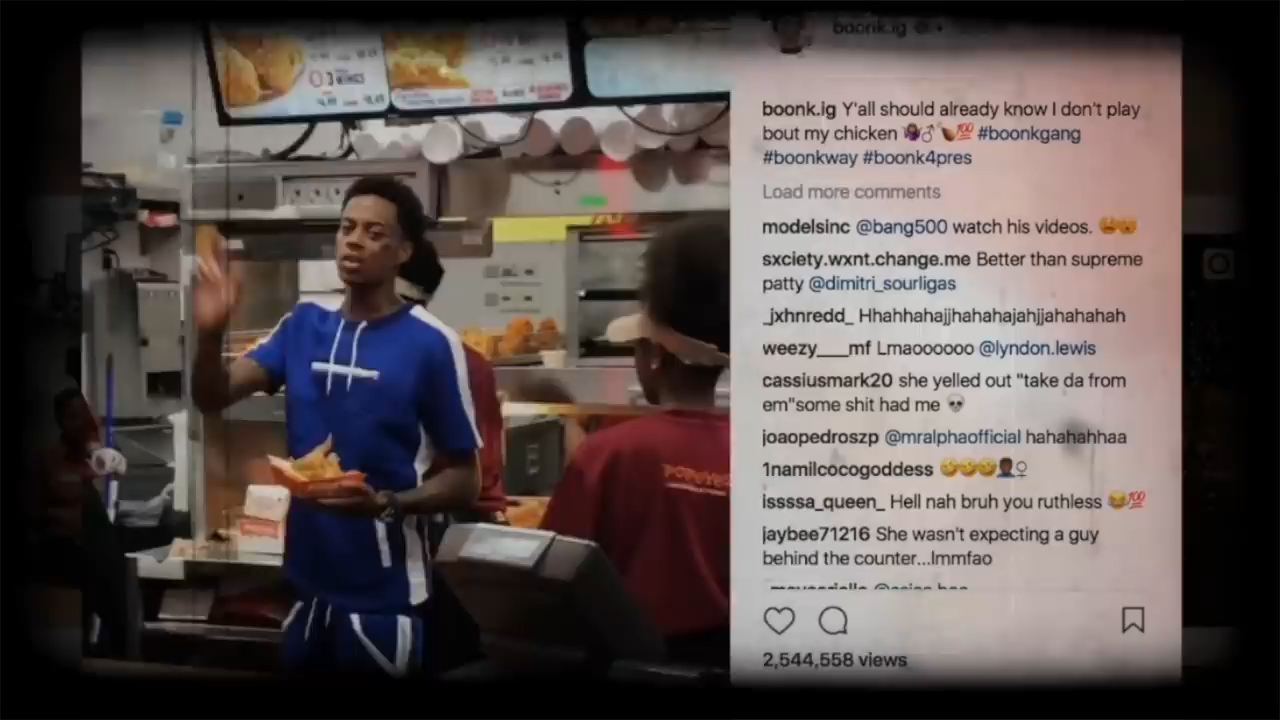 3 WINGS
boonk.ig
boonk.ig Y'all should already know I don't play
bout my chicken 🤷🏿‍♂ 🍗💯 #boonkgang
#boonkway #boonk4pres
Load more comments
modelsinc @bang500 watch his videos. 😩😩
sxciety.wxnt.change.me Better than supreme
patty @dimitri_sourligas
_jxhnredd_ Hhahhahajjhahahajahjjahahahah
weezy___mf Lmaoooooo @lyndon.lewis
cassiusmark20 she yelled out "take da from
em"some shit had me 💀
joaopedroszp @mralphaofficial hahahahhaa
1namilcocogoddess 🤣🤣🤣🤦🏾‍♀
issssa_queen_ Hell nah bruh you ruthless 😂💯
jaybee71216 She wasn't expecting a guy
behind the counter...lmmfao
2,544,558 views
POPEYES